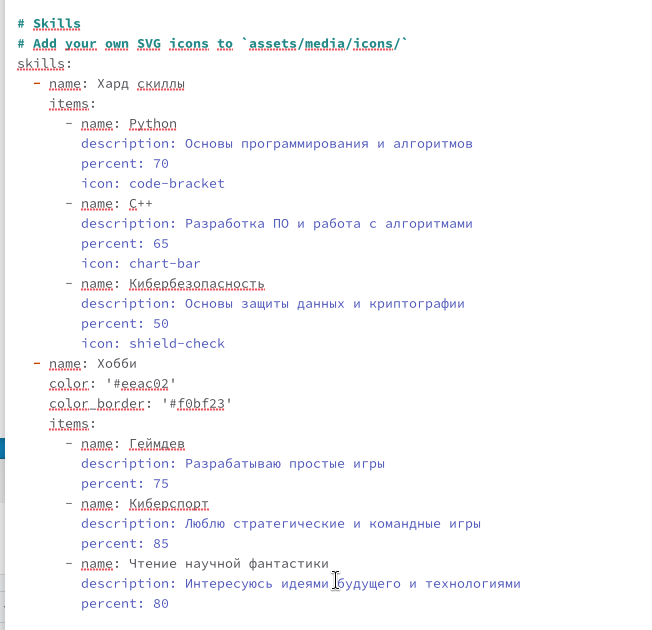 # Skills
# Add your own SVG icons to `assets/media/icons/`
skills:
  - name: Хард скиллы
    items:
      - name: Python
        description: Основы программирования и алгоритмов
        percent: 70
        icon: code-bracket
      - name: C++
        description: Разработка ПО и работа с алгоритмами
        percent: 65
        icon: chart-bar
      - name: Кибербезопасность
        description: Основы защиты данных и криптографии
        percent: 50
        icon: shield-check
  - name: Хобби
    color: '#eeac02'
    color_border: '#f0bf23'
    items:
      - name: Геймдев
        description: Разрабатываю простые игры
        percent: 75
      - name: Киберспорт
        description: Люблю стратегические и командные игры
        percent: 85
      - name: Чтение научной фантастики
        description: Интересуюсь идеями будущего и технологиями
        percent: 80